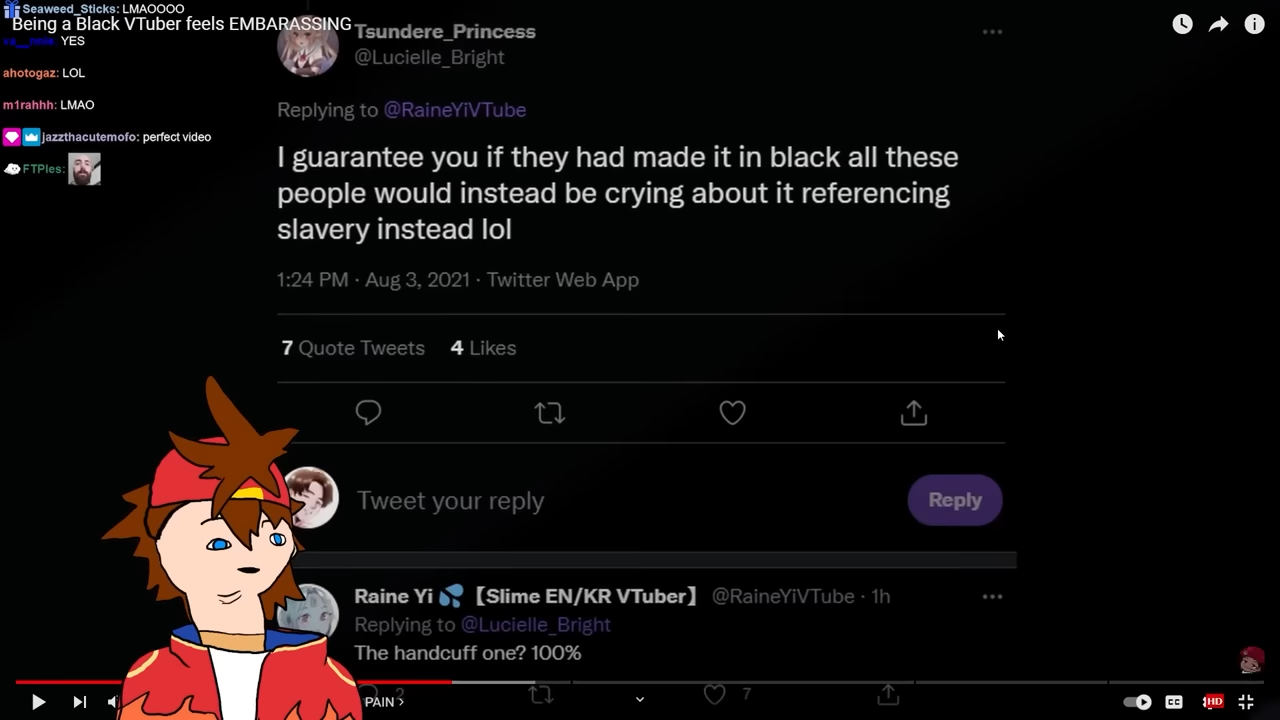 Seaweed_Sticks: LMAOOOO
Being a Black VTuber feels EMBARASSING
YES
ahotogaz: LOL
m1rahhh: LMAO
jazzthacutemofo: perfect video
FTPles:
Tsundere_Princess
@Lucielle_Bright
Replying to @RaineYiVTube
I guarantee you if they had made it in black all these
people would instead be crying about it referencing
slavery instead lol
1:24 PM · Aug 3, 2021 · Twitter Web App
7 Quote Tweets 4 Likes
Tweet your reply
Reply
Raine Yi 💦【Slime EN/KR VTuber】 @RaineYiVTube · 1h
Replying to @Lucielle_Bright
The handcuff one? 100%
2 7
PAIN ›
CC
HD